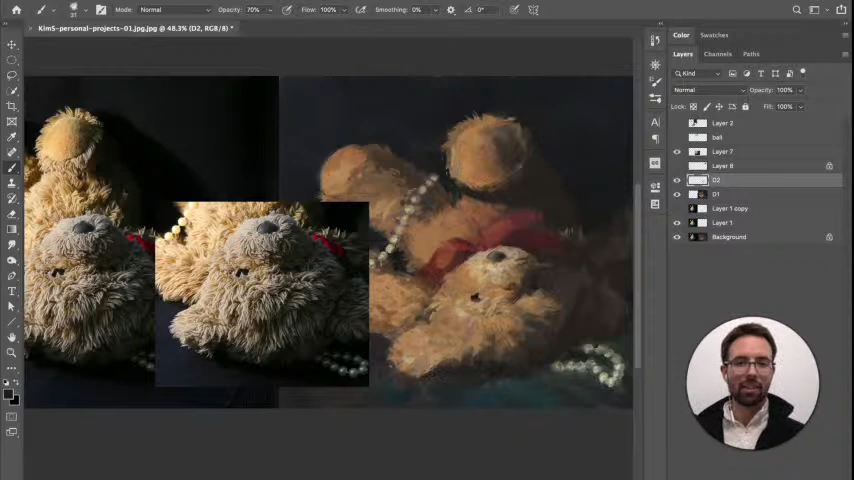 31 Mode: Normal Opacity: 70% Flow: 100% Smoothing: 0% 0°
× KimS-personal-projects-01.jpg.jpg @ 48.3% (D2, RGB/8) *
Color Swatches
Layers Channels Paths
Kind
Normal Opacity: 100%
Lock: Fill: 100%
Layer 2
ball
Layer 7
Layer 8
D2
D1
Layer 1 copy
Layer 1
Background